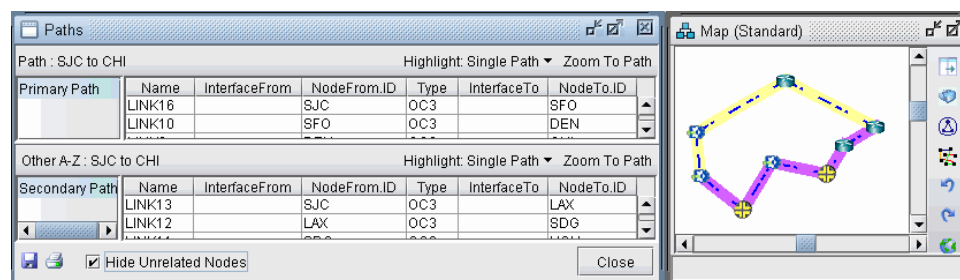 Paths
Path : SJC to CHI Highlight: Single Path Zoom To Path
Primary Path
Name InterfaceFrom NodeFrom.ID Type InterfaceTo NodeTo.ID
LINK16 SJC OC3 SFO
LINK10 SFO OC3 DEN
Other A-Z : SJC to CHI Highlight: Single Path Zoom To Path
Secondary Path
Name InterfaceFrom NodeFrom.ID Type InterfaceTo NodeTo.ID
LINK13 SJC OC3 LAX
LINK12 LAX OC3 SDG
Hide Unrelated Nodes
Close
Map (Standard)